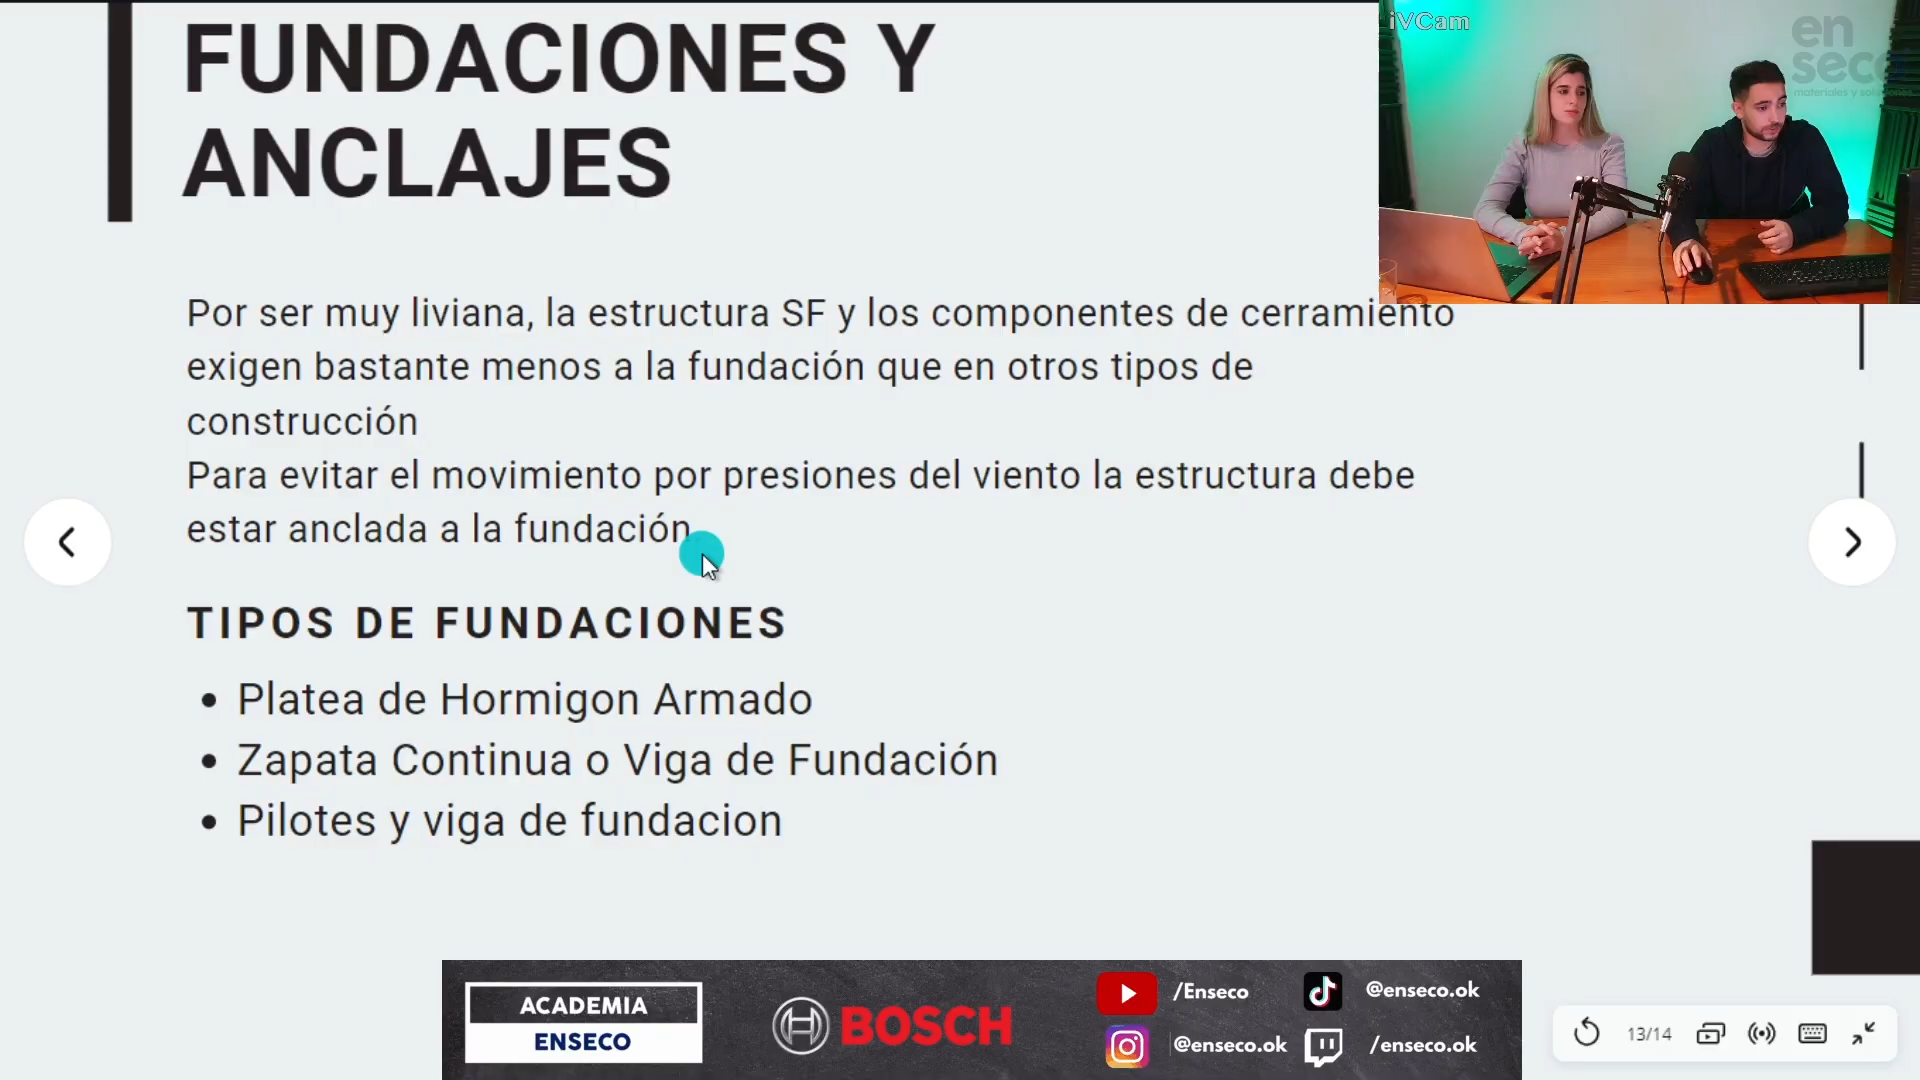 FUNDACIONES Y
ANCLAJES
iVCam
en
seco
materiales y
Por ser muy liviana, la estructura SF y los componentes de cerramiento
exigen bastante menos a la fundación que en otros tipos de
construcción
Para evitar el movimiento por presiones del viento la estructura debe
estar anclada a la fundación.
TIPOS DE FUNDACIONES
• Platea de Hormigon Armado
• Zapata Continua o Viga de Fundación
• Pilotes y viga de fundacion
ACADEMIA
ENSECO
BOSCH
/Enseco
@enseco.ok
@enseco.ok
/enseco.ok
13/14